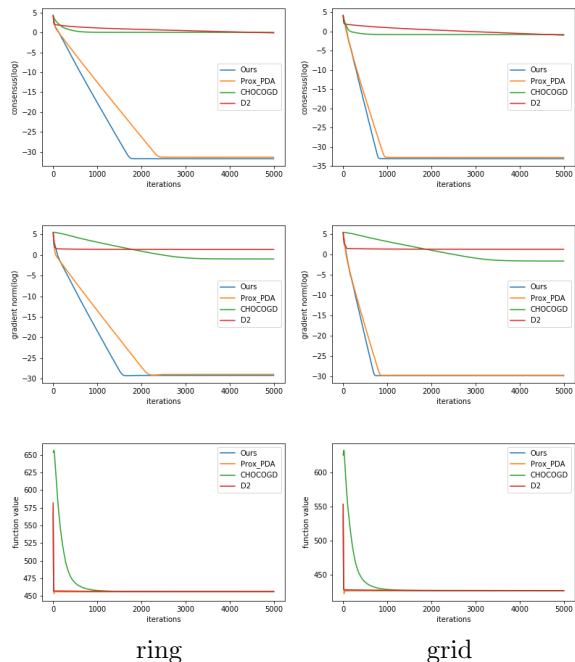 consensus(log)
5
0
−5
−10
−15
−20
−25
−30
0 1000 2000 3000 4000 5000
iterations
Ours
Prox_PDA
CHOCOGD
D2
consensus(log)
5
0
−5
−10
−15
−20
−25
−30
−35
0 1000 2000 3000 4000 5000
iterations
Ours
Prox_PDA
CHOCOGD
D2
gradient norm(log)
5
0
−5
−10
−15
−20
−25
−30
0 1000 2000 3000 4000 5000
iterations
Ours
Prox_PDA
CHOCOGD
D2
gradient norm(log)
5
0
−5
−10
−15
−20
−25
−30
0 1000 2000 3000 4000 5000
iterations
Ours
Prox_PDA
CHOCOGD
D2
function value
650
625
600
575
550
525
500
475
450
0 1000 2000 3000 4000 5000
iterations
Ours
Prox_PDA
CHOCOGD
D2
function value
600
550
500
450
0 1000 2000 3000 4000 5000
iterations
Ours
Prox_PDA
CHOCOGD
D2
ring
grid